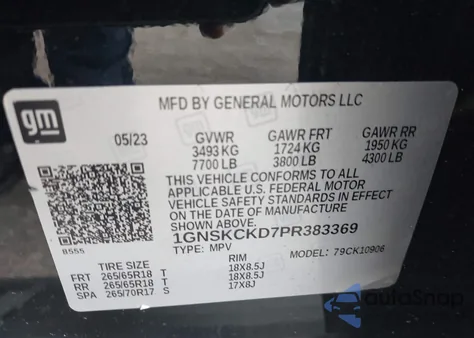 gm
MFD BY GENERAL MOTORS LLC
05/23 GVWR GAWR FRT GAWR RR
3493 KG 1724 KG 1950 KG
7700 LB 3800 LB 4300 LB
THIS VEHICLE CONFORMS TO ALL
APPLICABLE U.S. FEDERAL MOTOR
VEHICLE SAFETY STANDARDS IN EFFECT
ON THE DATE OF MANUFACTURE
SHOWN ABOVE.
1GNSKCKD7PR383369
B555 TYPE: MPV MODEL: 79CK10906
TIRE SIZE RIM
FRT 265/65R18 T 18X8.5J
RR 265/65R18 T 18X8.5J
SPA 265/70R17 S 17X8J
AutoSnap